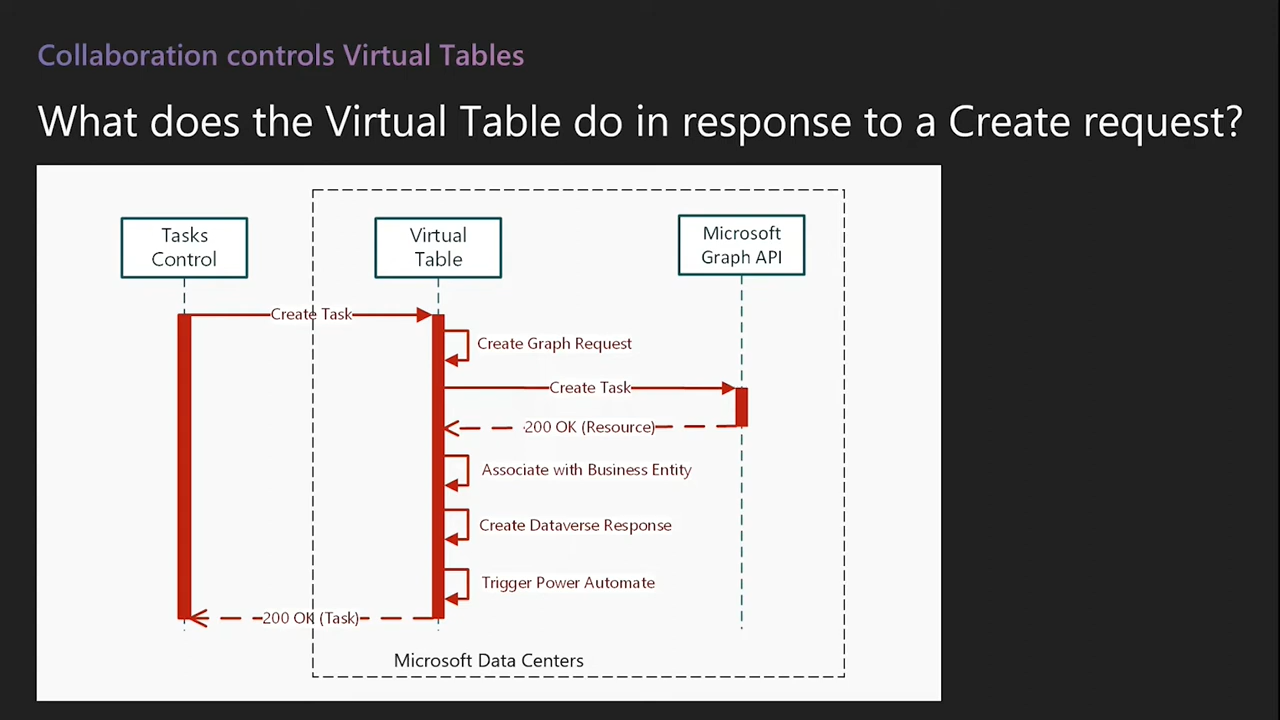 Collaboration controls Virtual Tables
What does the Virtual Table do in response to a Create request?
Tasks
Control
Virtual
Table
Microsoft
Graph API
Create Task
Create Graph Request
Create Task
200 OK (Resource)
Associate with Business Entity
Create Dataverse Response
Trigger Power Automate
200 OK (Task)
Microsoft Data Centers